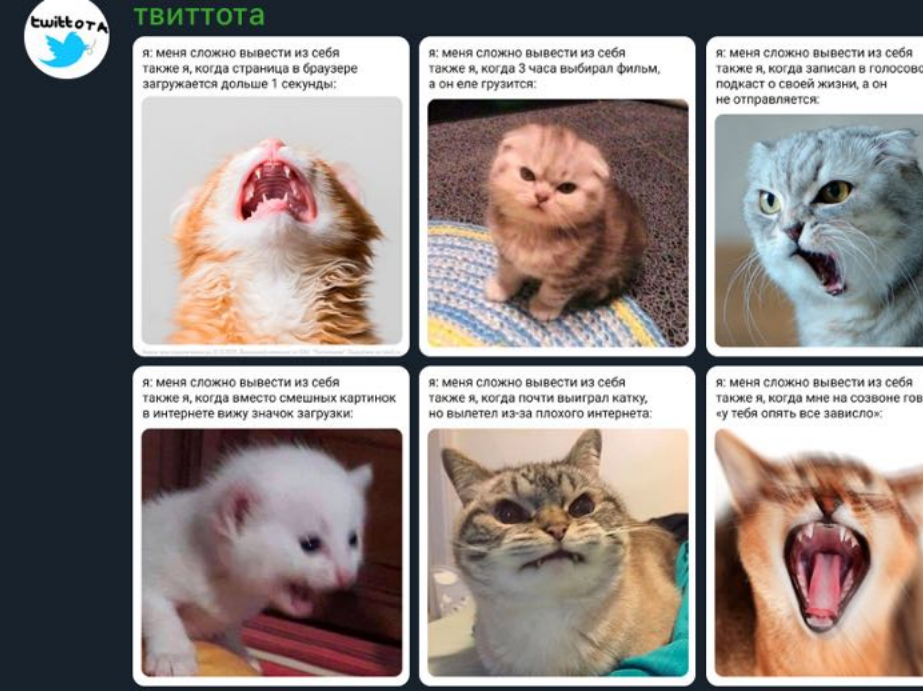 twittoTA
твиттота
я: меня сложно вывести из себя
также я, когда страница в браузере
загружается дольше 1 секунды:
я: меня сложно вывести из себя
также я, когда 3 часа выбирал фильм,
а он еле грузится:
я: меня сложно вывести из себя
также я, когда записал в
подкаст о своей жизни, а он
не отправляется:
я: меня сложно вывести из себя
также я, когда вместо смешных картинок
в интернете вижу значок загрузки:
я: меня сложно вывести из себя
также я, когда почти выиграл катку,
но вылетел из-за плохого интернета:
я: меня сложно вывести из себя
также я, когда мне на созвоне
«у тебя опять все зависло»: